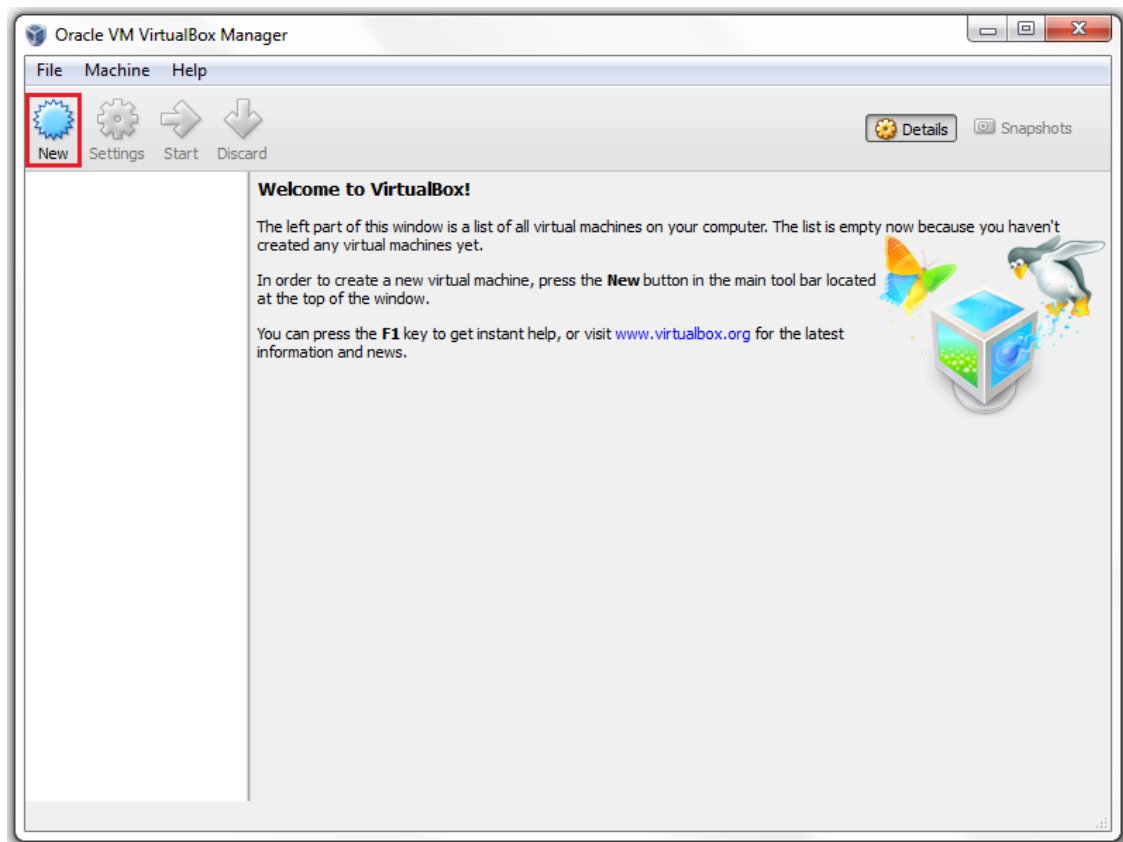 Oracle VM VirtualBox Manager
File Machine Help
New Settings Start Discard
Details Snapshots
Welcome to VirtualBox!
The left part of this window is a list of all virtual machines on your computer. The list is empty now because you haven't
created any virtual machines yet.
In order to create a new virtual machine, press the New button in the main tool bar located
at the top of the window.
You can press the F1 key to get instant help, or visit www.virtualbox.org for the latest
information and news.